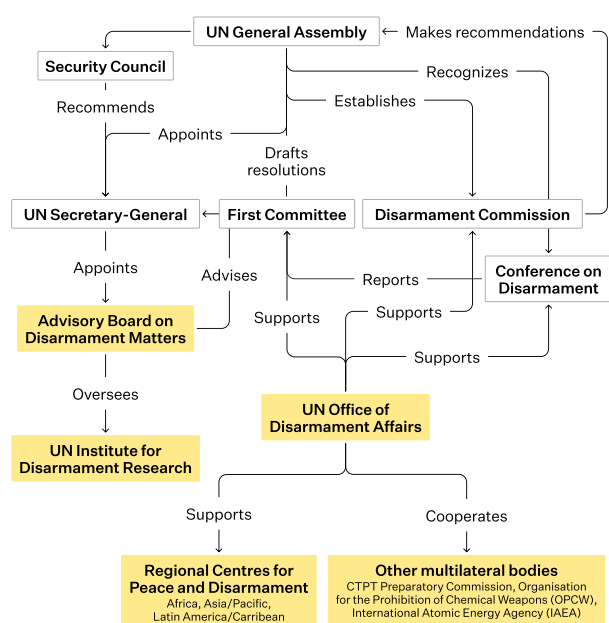 UN General Assembly
Makes recommendations
Security Council
Recognizes
Recommends
Establishes
Appoints
Drafts
resolutions
UN Secretary-General
First Committee
Disarmament Commission
Appoints
Advises
Reports
Conference on
Disarmament
Advisory Board on
Disarmament Matters
Supports
Supports
Supports
Oversees
UN Office of
Disarmament Affairs
UN Institute for
Disarmament Research
Supports
Cooperates
Regional Centres for
Peace and Disarmament
Africa, Asia/Pacific,
Latin America/Carribean
Other multilateral bodies
CTPT Preparatory Commission, Organisation
for the Prohibition of Chemical Weapons (OPCW),
International Atomic Energy Agency (IAEA)